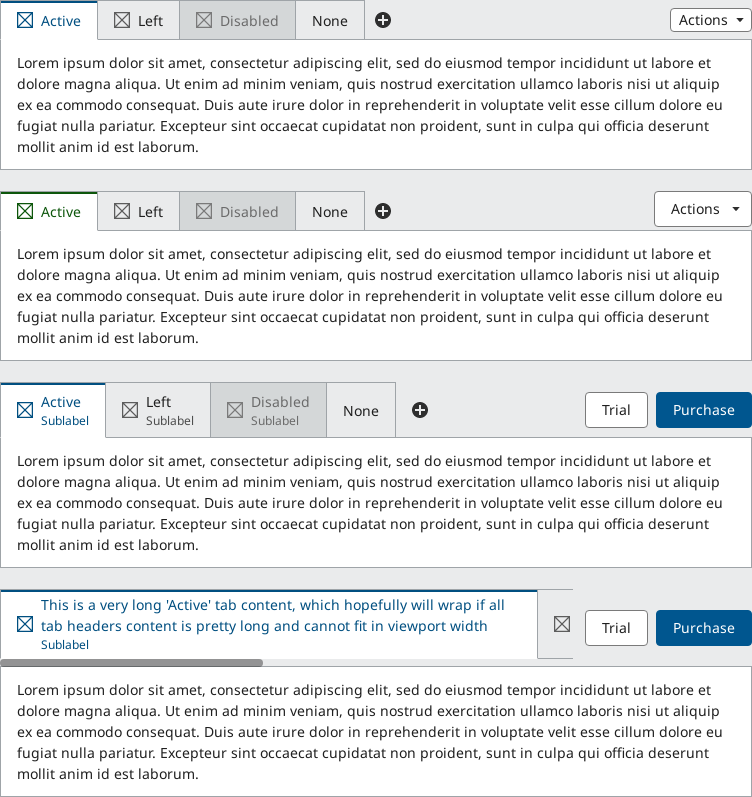 Active Left Disabled None Actions
Lorem ipsum dolor sit amet, consectetur adipiscing elit, sed do eiusmod tempor incididunt ut labore et
dolore magna aliqua. Ut enim ad minim veniam, quis nostrud exercitation ullamco laboris nisi ut aliquip
ex ea commodo consequat. Duis aute irure dolor in reprehenderit in voluptate velit esse cillum dolore eu
fugiat nulla pariatur. Excepteur sint occaecat cupidatat non proident, sunt in culpa qui officia deserunt
mollit anim id est laborum.
Active Left Disabled None Actions
Lorem ipsum dolor sit amet, consectetur adipiscing elit, sed do eiusmod tempor incididunt ut labore et
dolore magna aliqua. Ut enim ad minim veniam, quis nostrud exercitation ullamco laboris nisi ut aliquip
ex ea commodo consequat. Duis aute irure dolor in reprehenderit in voluptate velit esse cillum dolore eu
fugiat nulla pariatur. Excepteur sint occaecat cupidatat non proident, sunt in culpa qui officia deserunt
mollit anim id est laborum.
Active Left Disabled None Trial Purchase
Sublabel Sublabel Sublabel
Lorem ipsum dolor sit amet, consectetur adipiscing elit, sed do eiusmod tempor incididunt ut labore et
dolore magna aliqua. Ut enim ad minim veniam, quis nostrud exercitation ullamco laboris nisi ut aliquip
ex ea commodo consequat. Duis aute irure dolor in reprehenderit in voluptate velit esse cillum dolore eu
fugiat nulla pariatur. Excepteur sint occaecat cupidatat non proident, sunt in culpa qui officia deserunt
mollit anim id est laborum.
This is a very long 'Active' tab content, which hopefully will wrap if all
tab headers content is pretty long and cannot fit in viewport width
Sublabel
Trial Purchase
Lorem ipsum dolor sit amet, consectetur adipiscing elit, sed do eiusmod tempor incididunt ut labore et
dolore magna aliqua. Ut enim ad minim veniam, quis nostrud exercitation ullamco laboris nisi ut aliquip
ex ea commodo consequat. Duis aute irure dolor in reprehenderit in voluptate velit esse cillum dolore eu
fugiat nulla pariatur. Excepteur sint occaecat cupidatat non proident, sunt in culpa qui officia deserunt
mollit anim id est laborum.